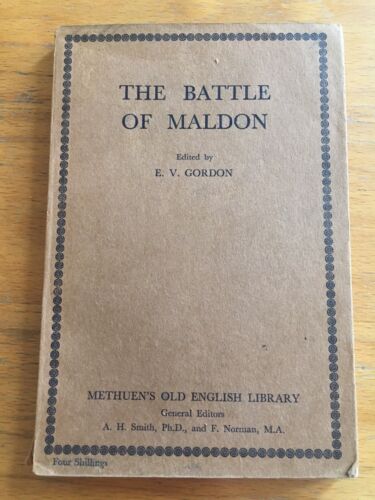 THE BATTLE
OF MALDON
Edited by
E. V. GORDON
METHUEN'S OLD ENGLISH LIBRARY
General Editors
A. H. Smith, Ph.D., and F. Norman, M.A.
Four Shillings